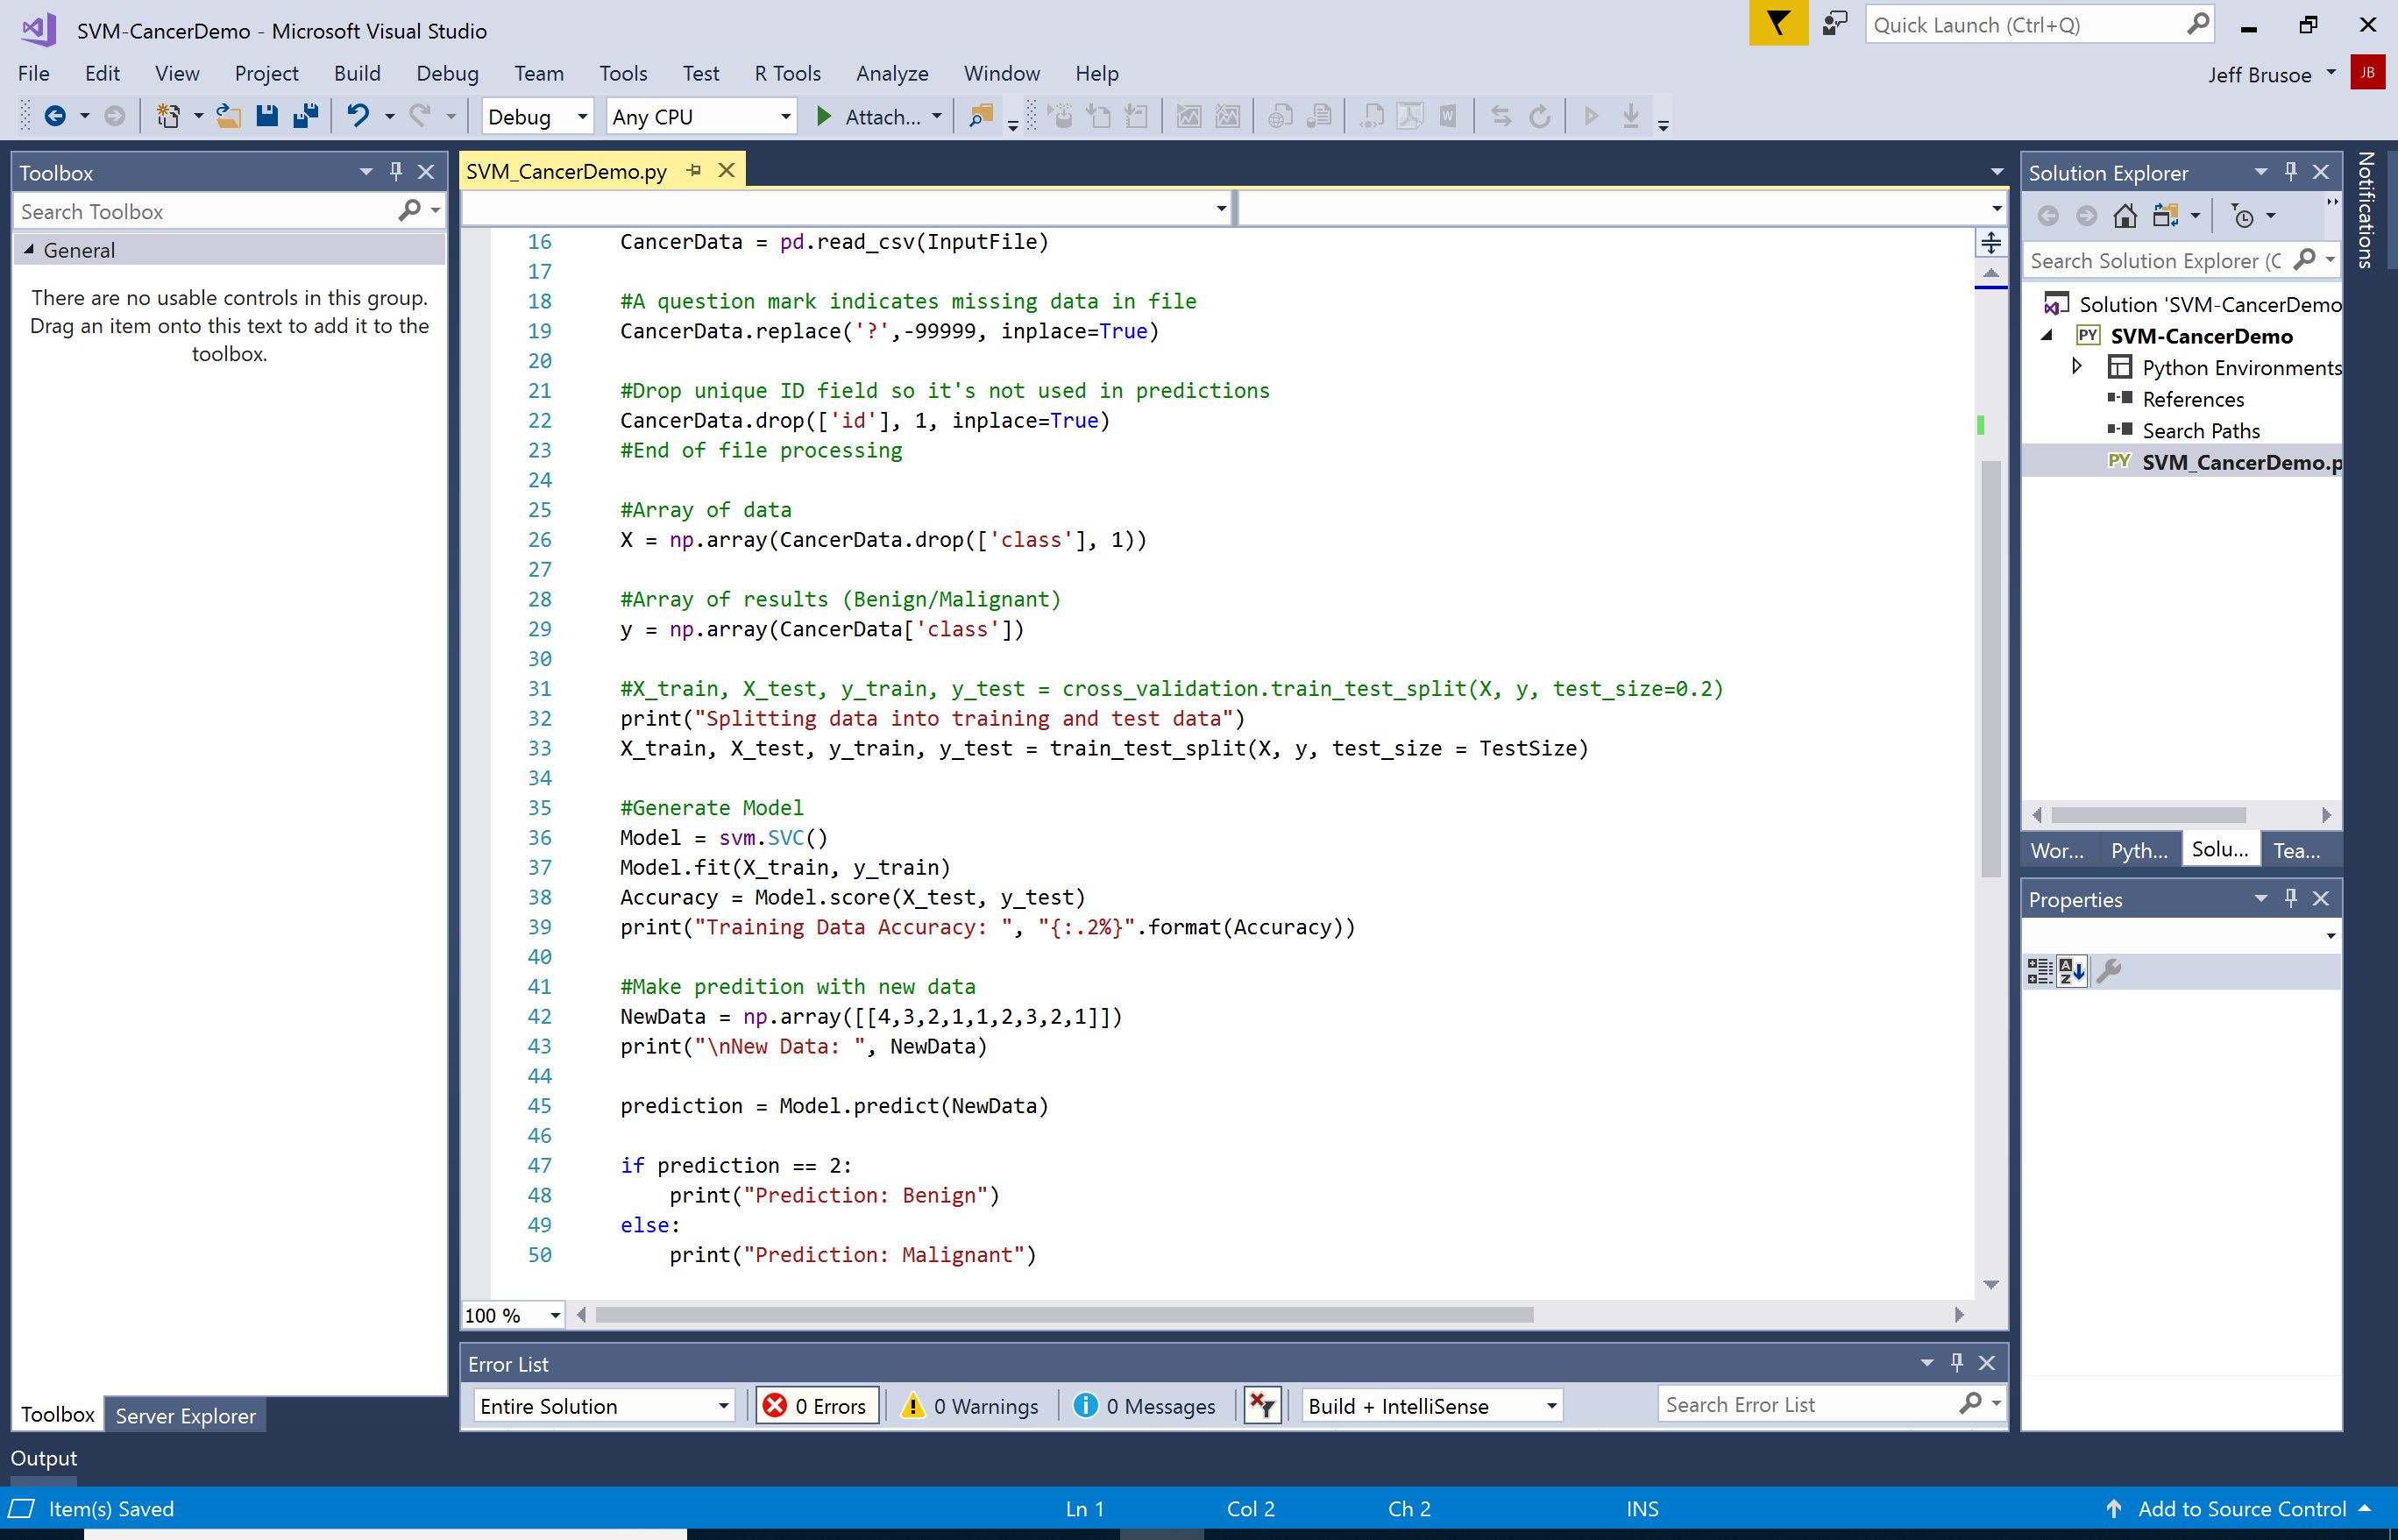 SVM-CancerDemo - Microsoft Visual Studio
Quick Launch (Ctrl+Q)
File Edit View Project Build Debug Team Tools Test R Tools Analyze Window Help
Jeff Brusoe JB
Debug Any CPU Attach...
Toolbox
Search Toolbox
General
There are no usable controls in this group.
Drag an item onto this text to add it to the
toolbox.
Toolbox Server Explorer
SVM_CancerDemo.py
16 CancerData = pd.read_csv(InputFile)
17
18 #A question mark indicates missing data in file
19 CancerData.replace('?',-99999, inplace=True)
20
21 #Drop unique ID field so it's not used in predictions
22 CancerData.drop(['id'], 1, inplace=True)
23 #End of file processing
24
25 #Array of data
26 X = np.array(CancerData.drop(['class'], 1))
27
28 #Array of results (Benign/Malignant)
29 y = np.array(CancerData['class'])
30
31 #X_train, X_test, y_train, y_test = cross_validation.train_test_split(X, y, test_size=0.2)
32 print("Splitting data into training and test data")
33 X_train, X_test, y_train, y_test = train_test_split(X, y, test_size = TestSize)
34
35 #Generate Model
36 Model = svm.SVC()
37 Model.fit(X_train, y_train)
38 Accuracy = Model.score(X_test, y_test)
39 print("Training Data Accuracy: ", "{:.2%}".format(Accuracy))
40
41 #Make predition with new data
42 NewData = np.array([[4,3,2,1,1,2,3,2,1]])
43 print("\nNew Data: ", NewData)
44
45 prediction = Model.predict(NewData)
46
47 if prediction == 2:
48 print("Prediction: Benign")
49 else:
50 print("Prediction: Malignant")
100 %
Error List
Entire Solution 0 Errors 0 Warnings 0 Messages Build + IntelliSense Search Error List
Solution Explorer
Search Solution Explorer (C
Solution 'SVM-CancerDemo
PY SVM-CancerDemo
Python Environments
References
Search Paths
PY SVM_CancerDemo.p
Wor... Pyth... Solu... Tea...
Properties
Notifications
Output
Item(s) Saved Ln 1 Col 2 Ch 2 INS Add to Source Control